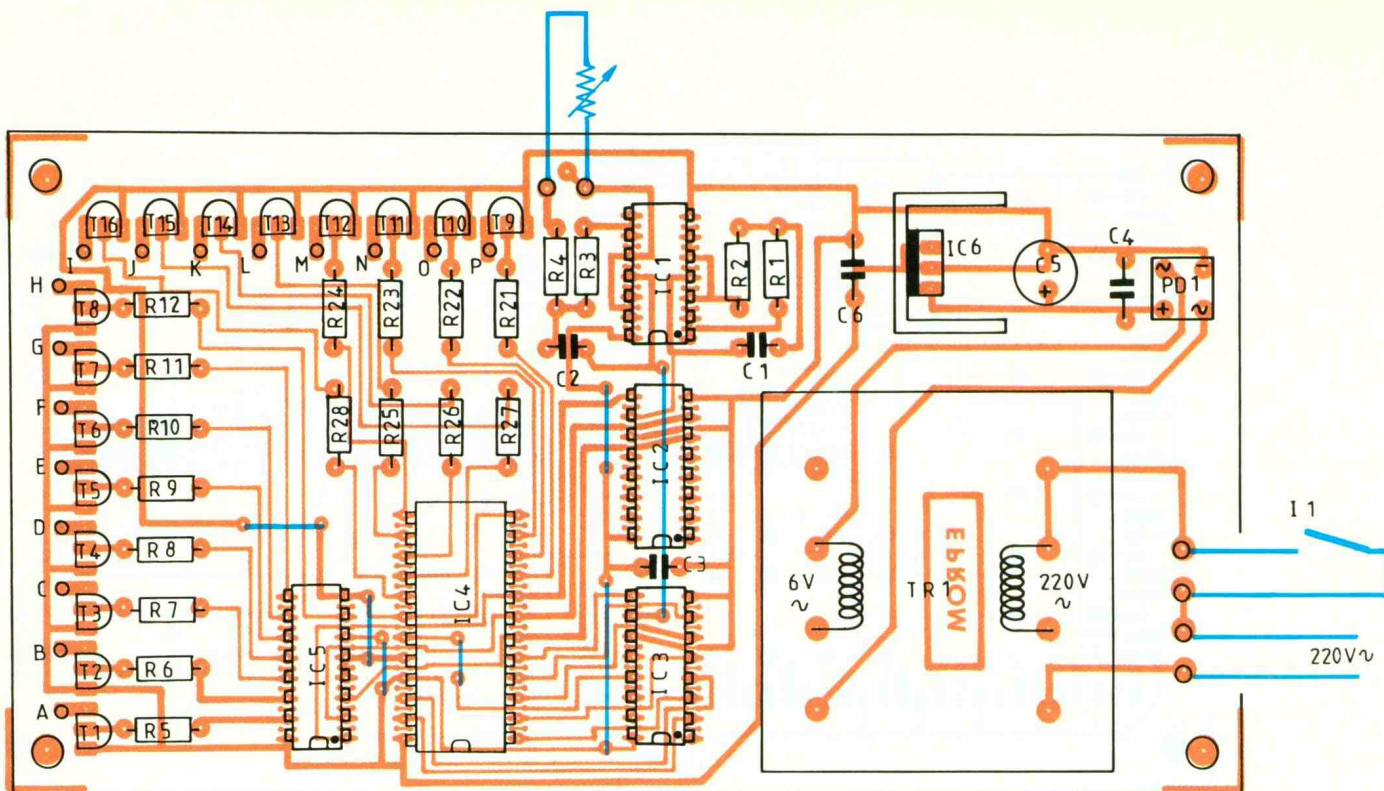 T16 T15 T14 T13 T12 T11 T10 T9
I J K L M N O P
H
T8 R12
G
T7 R11
F
T6 R10
E
T5 R9
D
T4 R8
C
T3 R7
B
T2 R6
A
T1 R5
R24 R23 R22 R21
R28 R25 R26 R27
R4 R3
IC1
R2 R1
C2
C1
C6
IC6
C5
+
C4
~ -
PD1
+ ~
IC2
C3
IC3
IC4
IC5
6V
~
TR1
EPROW
220V
~
I1
220V~